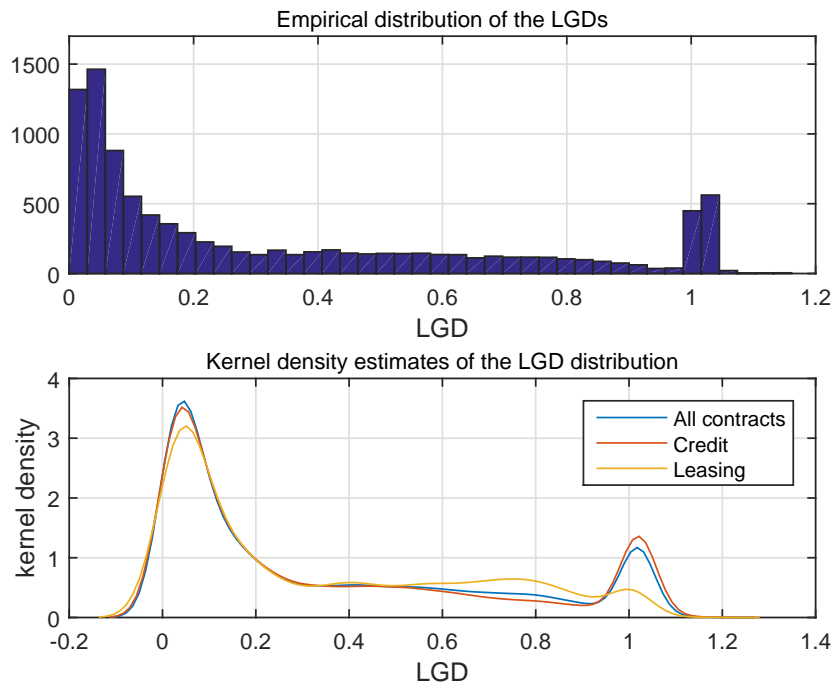 Empirical distribution of the LGDs
1500
1000
500
0
0 0.2 0.4 0.6 0.8 1 1.2
LGD
Kernel density estimates of the LGD distribution
4
3
2
1
0
kernel density
All contracts
Credit
Leasing
-0.2 0 0.2 0.4 0.6 0.8 1 1.2 1.4
LGD